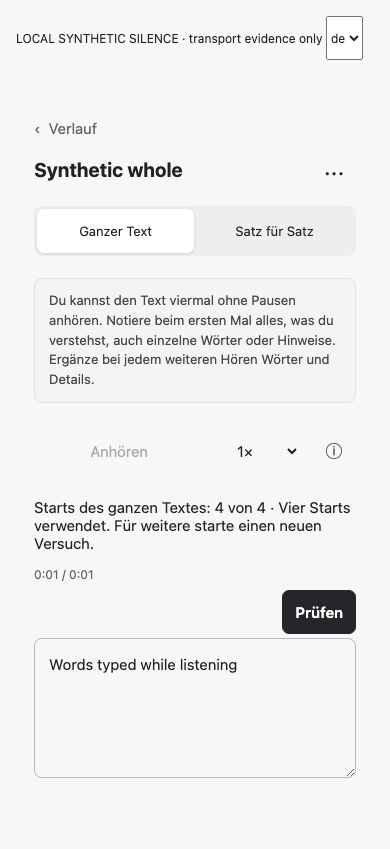 LOCAL SYNTHETIC SILENCE · transport evidence only de
‹ Verlauf
Synthetic whole
...
Ganzer Text
Satz für Satz
Du kannst den Text viermal ohne Pausen
anhören. Notiere beim ersten Mal alles, was du
verstehst, auch einzelne Wörter oder Hinweise.
Ergänze bei jedem weiteren Hören Wörter und
Details.
Anhören
1×
Starts des ganzen Textes: 4 von 4 · Vier Starts
verwendet. Für weitere starte einen neuen
Versuch.
0:01 / 0:01
Prüfen
Words typed while listening